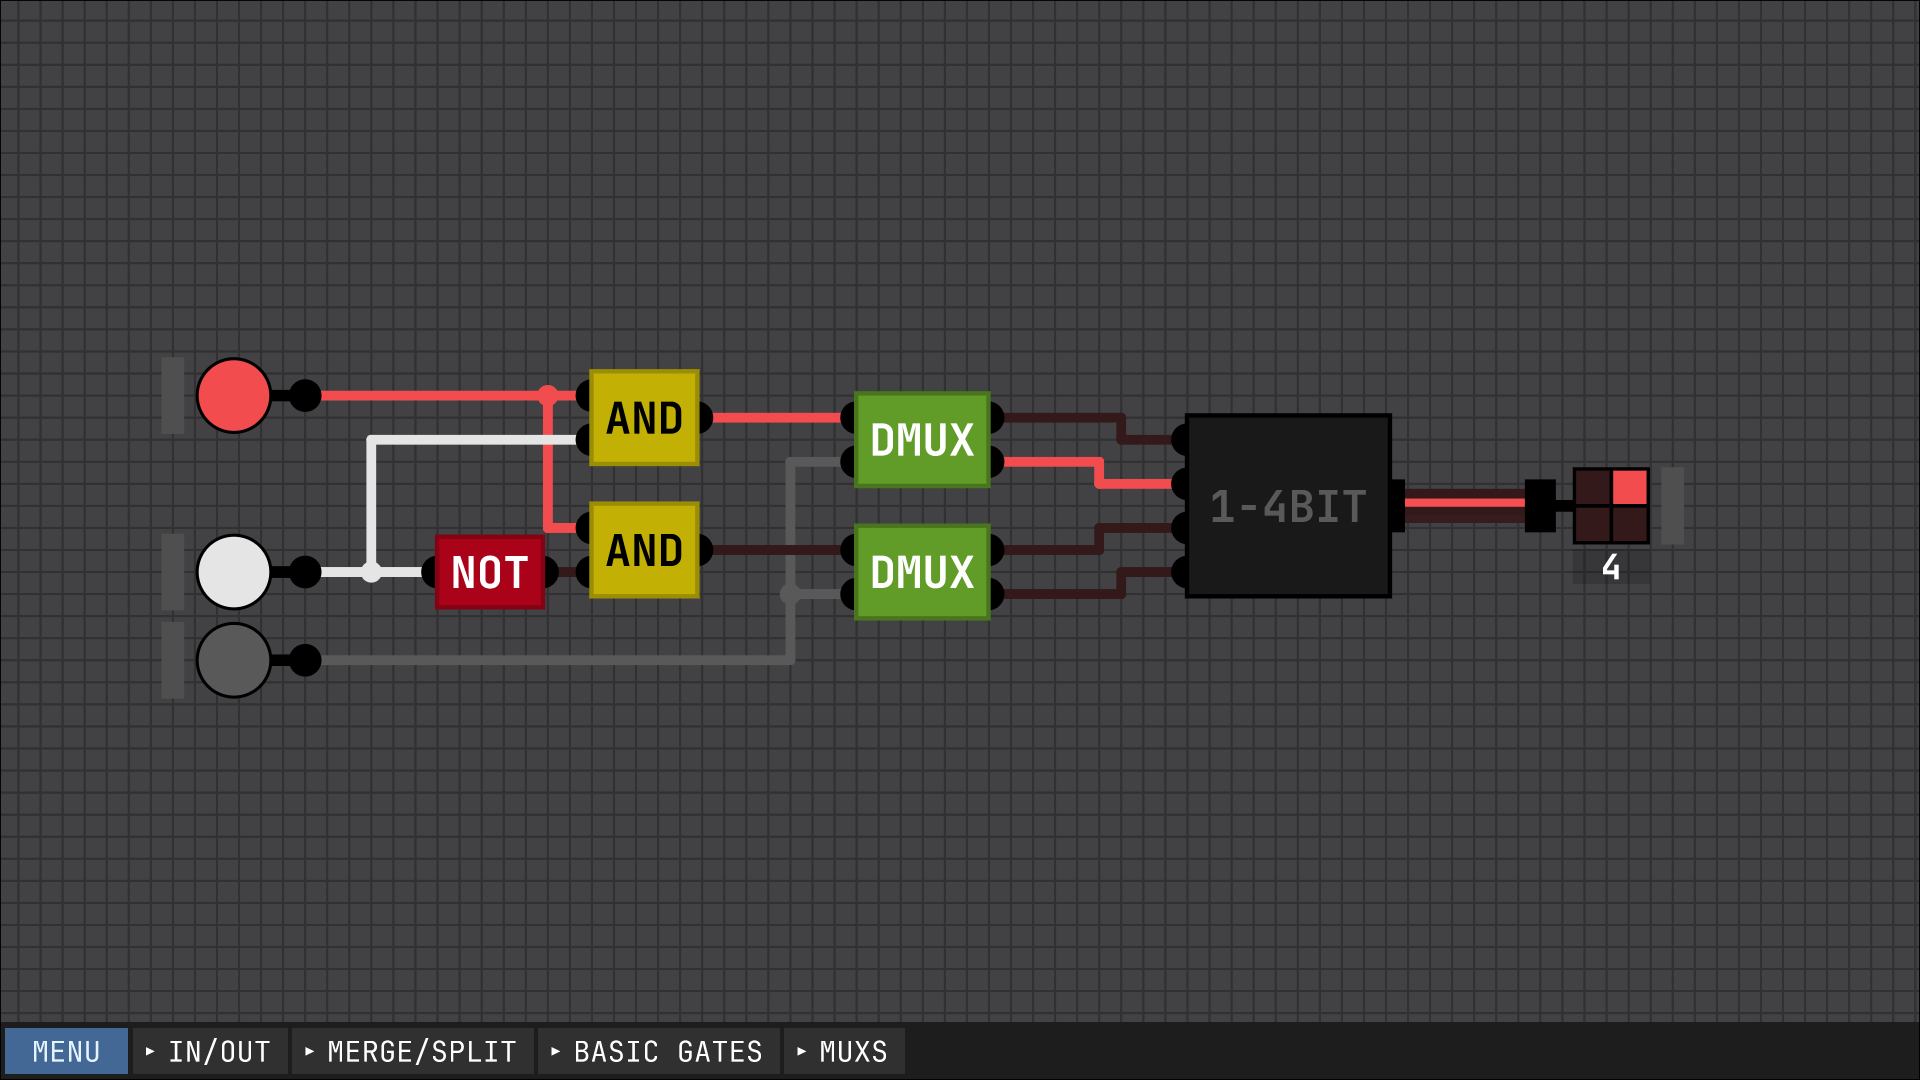 AND
DMUX
1-4BIT
AND
NOT
DMUX
4
MENU
IN/OUT
MERGE/SPLIT
BASIC GATES
MUXS